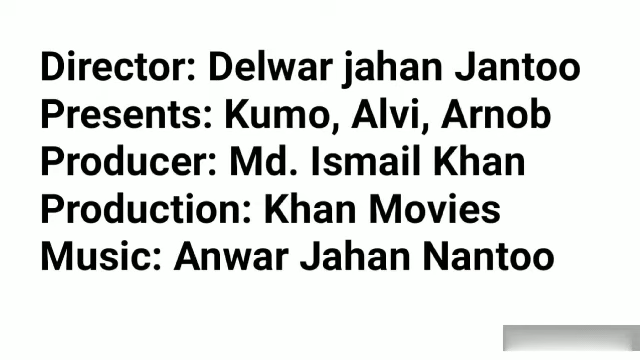 Director: Delwar jahan Jantoo
Presents: Kumo, Alvi, Arnob
Producer: Md. Ismail Khan
Production: Khan Movies
Music: Anwar Jahan Nantoo